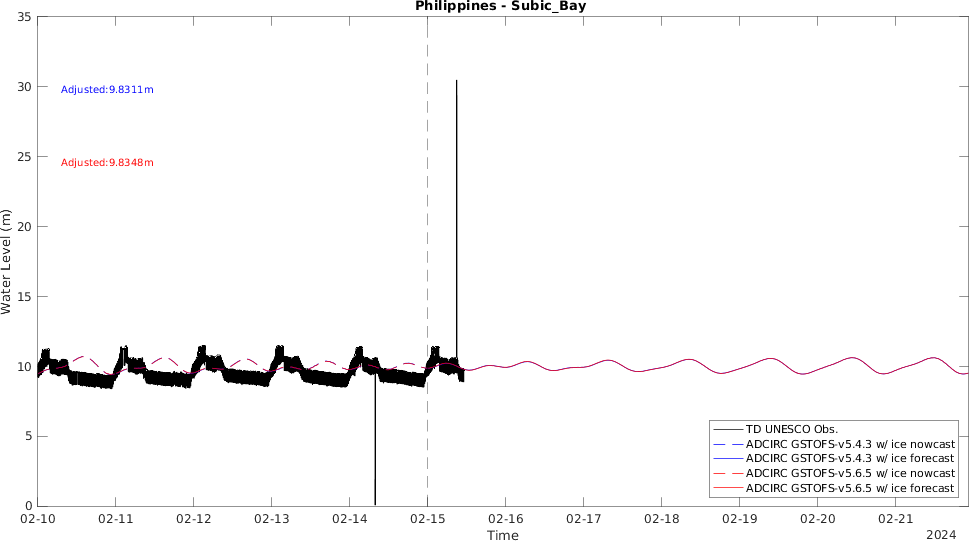 Philippines - Subic_Bay
35
30
25
20
15
10
5
0
Water Level (m)
Adjusted:9.8311m
Adjusted:9.8348m
TD UNESCO Obs.
ADCIRC GSTOFS-v5.4.3 w/ ice nowcast
ADCIRC GSTOFS-v5.4.3 w/ ice forecast
ADCIRC GSTOFS-v5.6.5 w/ ice nowcast
ADCIRC GSTOFS-v5.6.5 w/ ice forecast
02-10 02-11 02-12 02-13 02-14 02-15 02-16 02-17 02-18 02-19 02-20 02-21
Time
2024